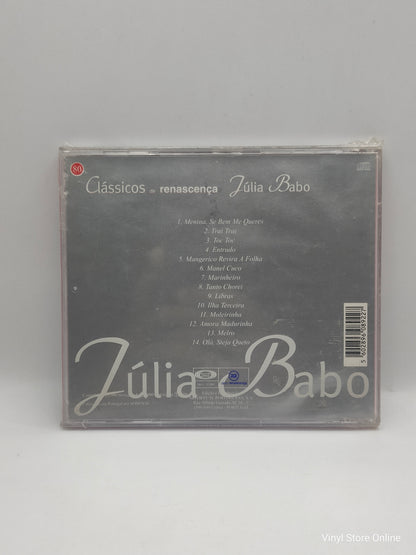 80
Clássicos da renascença Júlia Babo
1. Menina, Se Bem Me Queres
2. Trai Trai
3. Toc Toc
4. Entrudo
5. Mangerico Revira A Folha
6. Manel Cuco
7. Marinheiro
8. Tanto Chorei
9. Libras
10. Ilha Terceira
11. Moleirinha
12. Amora Madurinha
13. Melro
14. Olá, Steja Queto
Júlia Babo
Vinyl Store Online